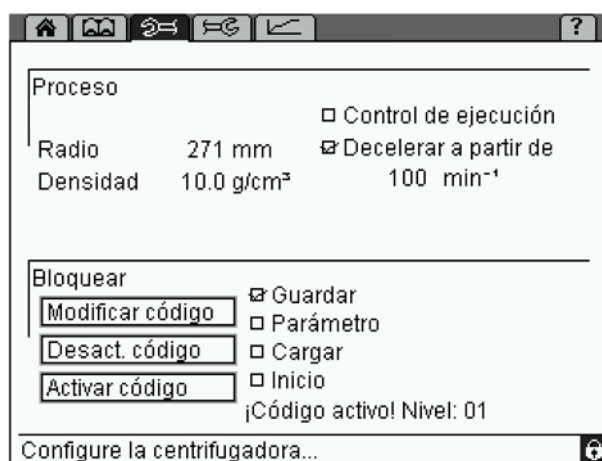 ?
Proceso
Control de ejecución
Radio 271 mm Decelerar a partir de
Densidad 10.0 g/cm³ 100 min⁻¹
Bloquear
Guardar
Modificar código
Parámetro
Desact. código Cargar
Activar código Inicio
¡Código activo! Nivel: 01
Configure la centrifugadora...